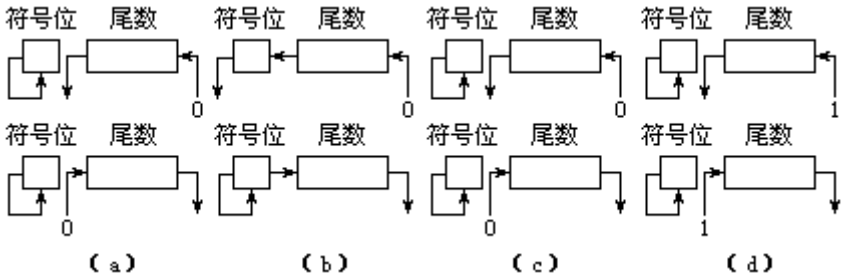 符号位 尾数 符号位 尾数 符号位 尾数 符号位 尾数
0 0 0 1
符号位 尾数 符号位 尾数 符号位 尾数 符号位 尾数
0 0 1
(a) (b) (c) (d)